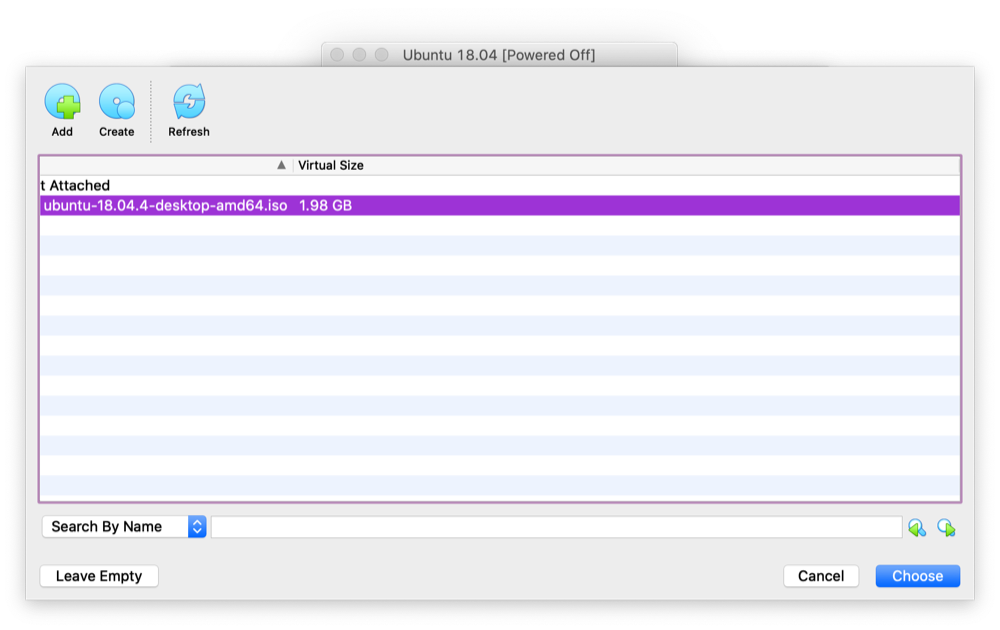 Ubuntu 18.04 [Powered Off]
Add Create Refresh
Virtual Size
t Attached
ubuntu-18.04.4-desktop-amd64.iso 1.98 GB
Search By Name
Leave Empty Cancel Choose